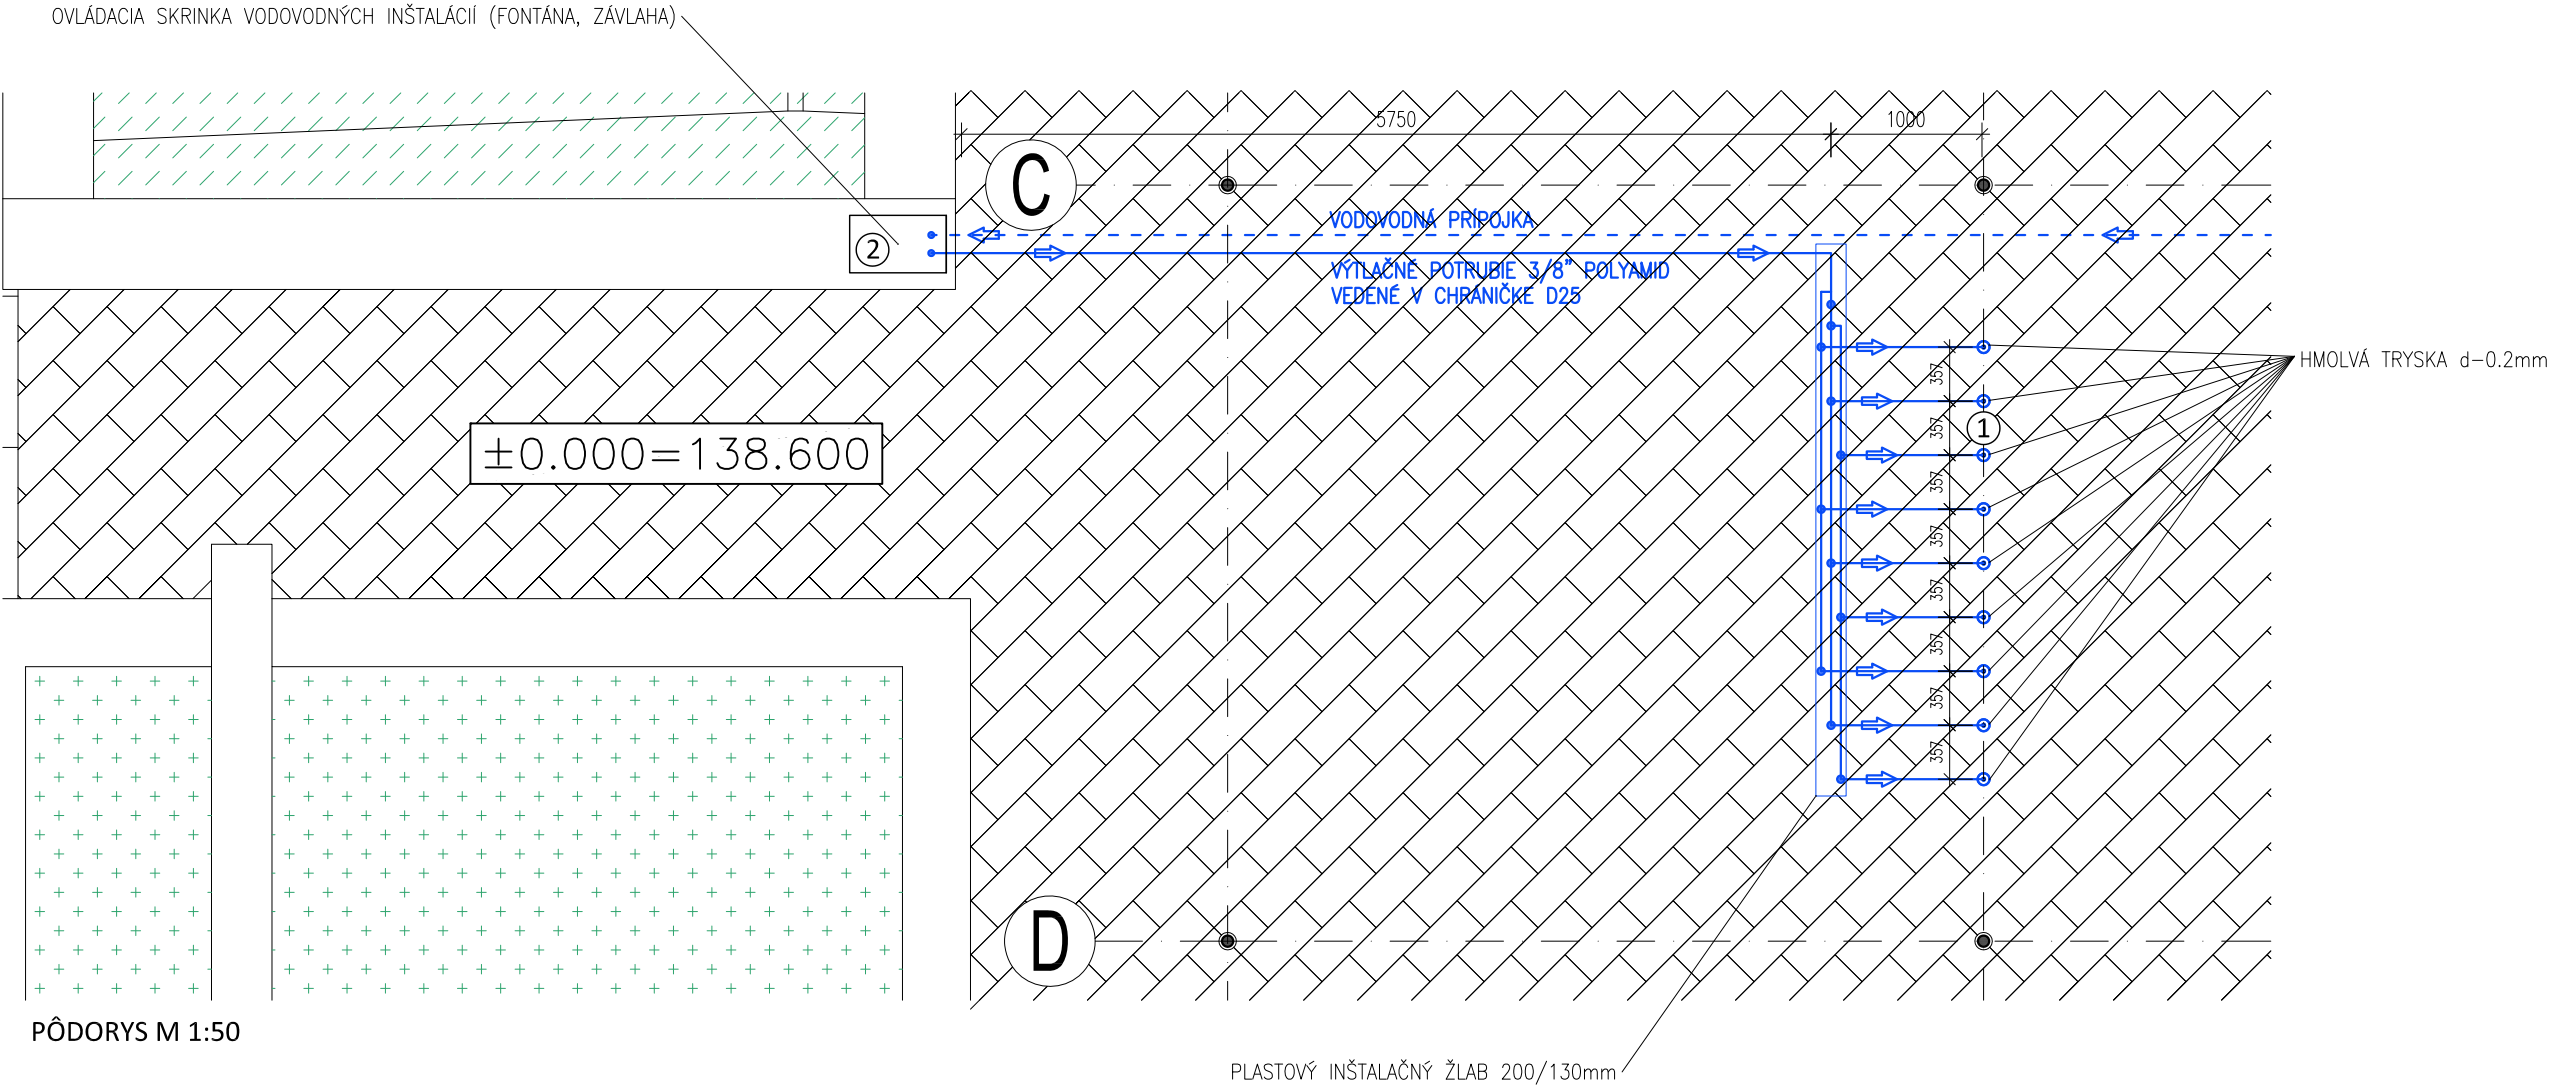 OVLÁDACIA SKRINKA VODOVODNÝCH INŠTALÁCIÍ (FONTÁNA, ZÁVLAHA)
5750
1000
C
VODOVODNÁ PRÍPOJKA
2
VÝTLAČNÉ POTRUBIE 3/8" POLYAMID
VEDENÉ V CHRÁNIČKE D25
HMOLVÁ TRYSKA d-0.2mm
357
1
357
±0.000=138.600
357
357
357
357
357
357
D
PÔDORYS M 1:50
PLASTOVÝ INŠTALAČNÝ ŽLAB 200/130mm